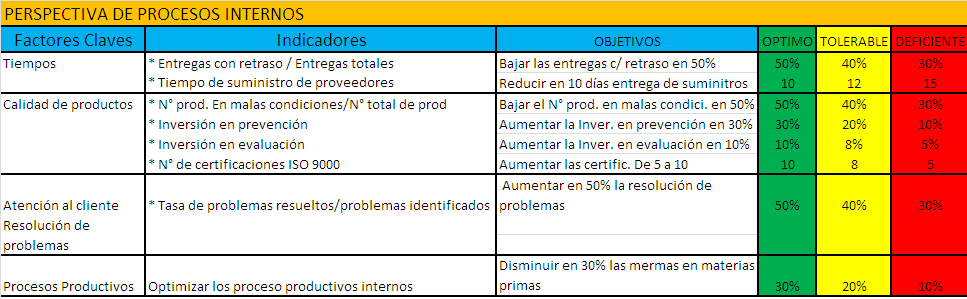 PERSPECTIVA DE PROCESOS INTERNOS
Factores Claves Indicadores OBJETIVOS OPTIMO TOLERABLE DEFICIENTE
Tiempos * Entregas con retraso / Entregas totales Bajar las entregas c/ retraso en 50% 50% 40% 30%
* Tiempo de suministro de proveedores Reducir en 10 días entrega de suminitros 10 12 15
Calidad de productos * N° prod. En malas condiciones/N° total de prod Bajar el N° prod. en malas condici. en 50% 50% 40% 30%
* Inversión en prevención Aumentar la Inver. en prevención en 30% 30% 20% 10%
* Inversión en evaluación Aumentar la Inver. en evaluación en 10% 10% 8% 5%
* N° de certificaciones ISO 9000 Aumentar las certific. De 5 a 10 10 8 5
Aumentar en 50% la resolución de
Atención al cliente * Tasa de problemas resueltos/problemas identificados problemas 50% 40% 30%
Resolución de
problemas
Disminuir en 30% las mermas en materias
Procesos Productivos Optimizar los proceso productivos internos primas 30% 20% 10%